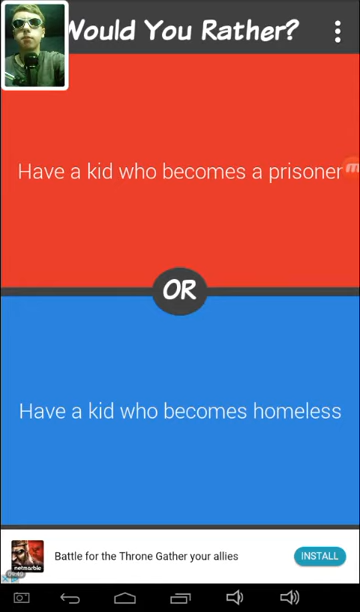 Would You Rather?
Have a kid who becomes a prisoner
OR
Have a kid who becomes homeless
Battle for the Throne Gather your allies
INSTALL
netmarble